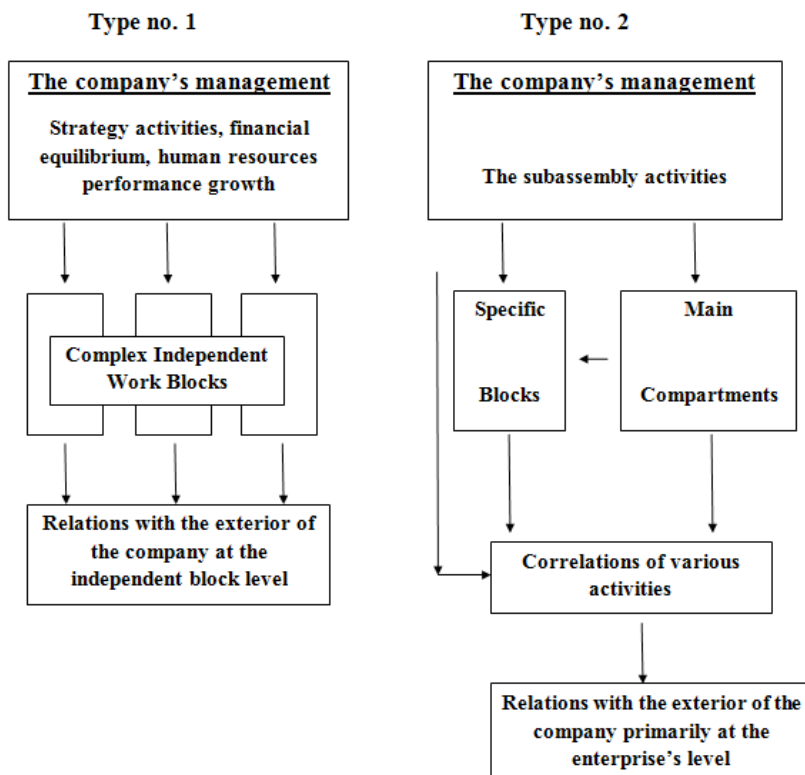 Type no. 1
The company's management
Strategy activities, financial
equilibrium, human resources
performance growth
Complex Independent
Work Blocks
Relations with the exterior of
the company at the
independent block level
Type no. 2
The company's management
The subassembly activities
Specific
Blocks
Main
Compartments
Correlations of various
activities
Relations with the exterior of the
company primarily at the
enterprise's level